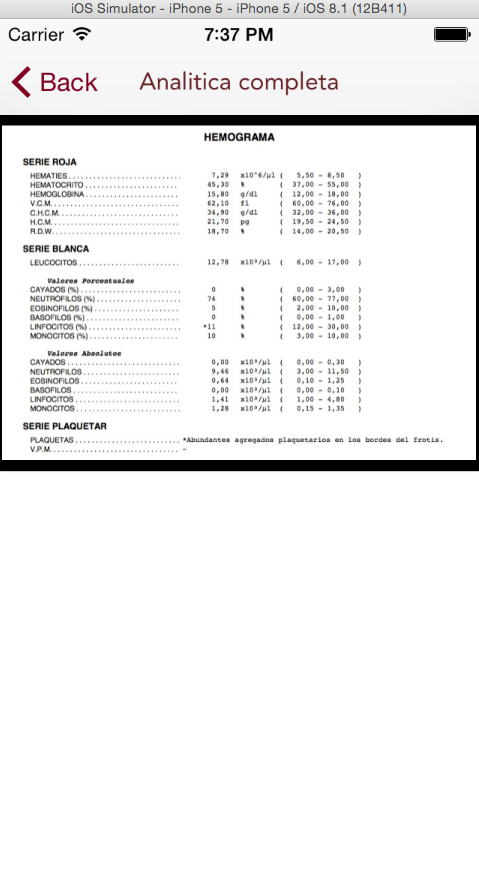 iOS Simulator - iPhone 5 - iPhone 5 / iOS 8.1 (12B411)
Carrier 7:37 PM
Back Analitica completa
HEMOGRAMA
SERIE ROJA
HEMATIES............................ 7,29 x10^6/µl ( 5,50 - 8,50 )
HEMATOCRITO....................... 45,30 % ( 37,00 - 55,00 )
HEMOGLOBINA....................... 15,80 g/dl ( 12,00 - 18,00 )
V.C.M............................... 62,10 fl ( 60,00 - 76,00 )
C.H.C.M............................. 34,90 g/dl ( 32,00 - 36,00 )
H.C.M............................... 21,70 pg ( 19,50 - 24,50 )
R.D.W............................... 18,70 % ( 14,00 - 20,50 )
SERIE BLANCA
LEUCOCITOS......................... 12,78 x10³/µl ( 6,00 - 17,00 )
Valores Porcentuales
CAYADOS (%)......................... 0 % ( 0,00 - 3,00 )
NEUTROFILOS (%)..................... 74 % ( 60,00 - 77,00 )
EOSINOFILOS (%)..................... 5 % ( 2,00 - 10,00 )
BASOFILOS (%)....................... 0 % ( 0,00 - 1,00 )
LINFOCITOS (%)...................... *11 % ( 12,00 - 30,00 )
MONOCITOS (%)....................... 10 % ( 3,00 - 10,00 )
Valores Absolutos
CAYADOS............................ 0,00 x10³/µl ( 0,00 - 0,30 )
NEUTROFILOS........................ 9,46 x10³/µl ( 3,00 - 11,50 )
EOSINOFILOS........................ 0,64 x10³/µl ( 0,10 - 1,25 )
BASOFILOS.......................... 0,00 x10³/µl ( 0,00 - 0,10 )
LINFOCITOS......................... 1,41 x10³/µl ( 1,00 - 4,80 )
MONOCITOS.......................... 1,28 x10³/µl ( 0,15 - 1,35 )
SERIE PLAQUETAR
PLAQUETAS.......................... *Abundantes agregados plaquetarios en los bordes del frotis.
V.P.M............................... -